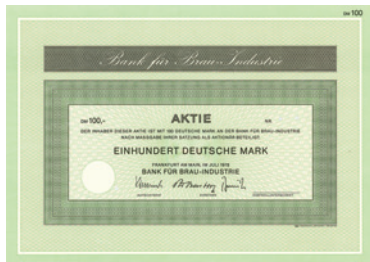 DM 100
Bank für Brau-Industrie
DM 100,- AKTIE NR
DER INHABER DIESER AKTIE IST MIT 100 DEUTSCHE MARK AN DER BANK FÜR BRAU-INDUSTRIE
NACH MASSGABE IHRER SATZUNG ALS AKTIONÄR BETEILIGT.
EINHUNDERT DEUTSCHE MARK
FRANKFURT AM MAIN, IM JULI 1978
BANK FÜR BRAU-INDUSTRIE